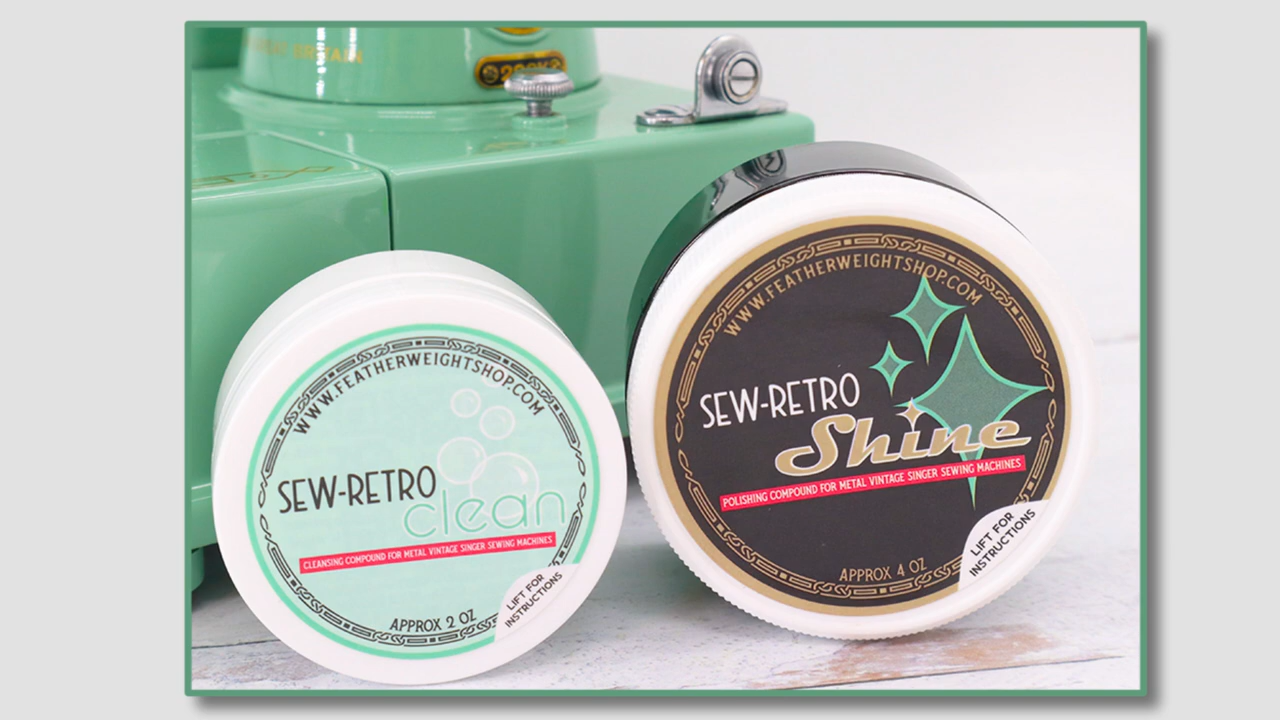 WWW.FEATHERWEIGHTSHOP.COM
SEW-RETRO
clean
CLEANSING COMPOUND FOR METAL VINTAGE SINGER SEWING MACHINES
APPROX 2 OZ
LIFT FOR
INSTRUCTIONS
WWW.FEATHERWEIGHTSHOP.COM
SEW-RETRO
Shine
POLISHING COMPOUND FOR METAL VINTAGE SINGER SEWING MACHINES
APPROX 4 OZ
LIFT FOR
INSTRUCTIONS